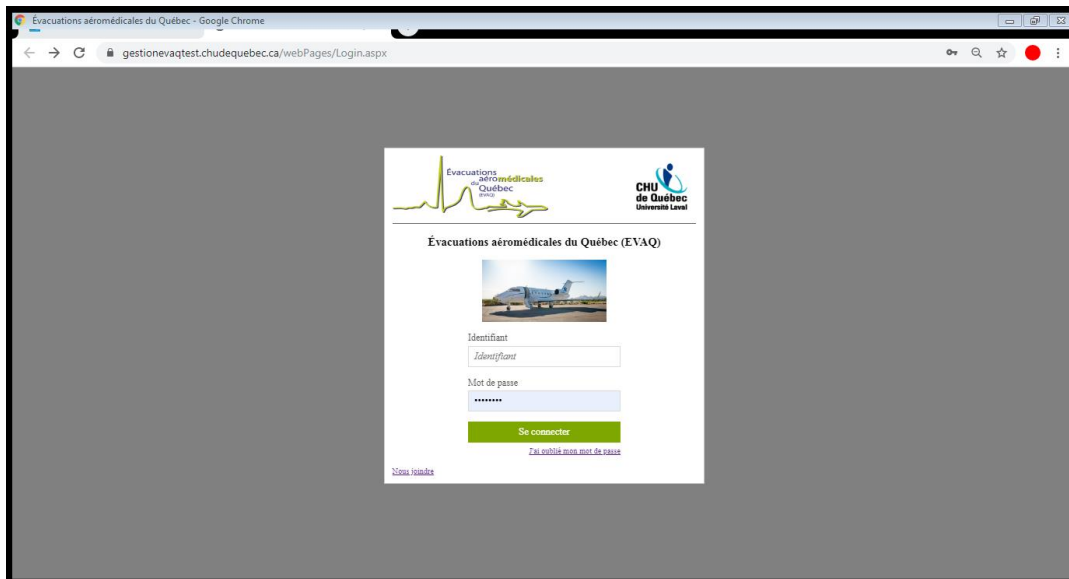 Évacuations aéromédicales du Québec - Google Chrome
gestionevaqtest.chudequebec.ca/webPages/Login.aspx
Évacuations
aéromédicales
du Québec
(EVAQ)
CHU
de Québec
Université Laval
Évacuations aéromédicales du Québec (EVAQ)
Identifiant
Identifiant
Mot de passe
••••••••
Se connecter
J'ai oublié mon mot de passe
Nous joindre